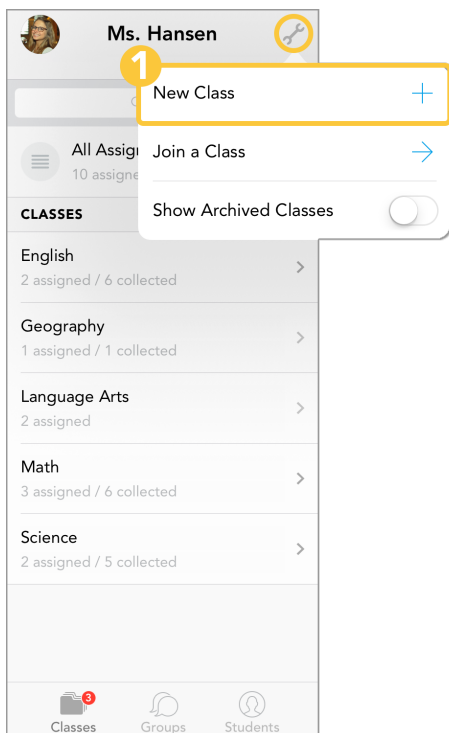 Ms. Hansen
1
New Class
Join a Class
Show Archived Classes
All
10
CLASSES
English
2 assigned / 6 collected
Geography
1 assigned / 1 collected
Language Arts
2 assigned
Math
3 assigned / 6 collected
Science
2 assigned / 5 collected
3
Classes
Groups
Students